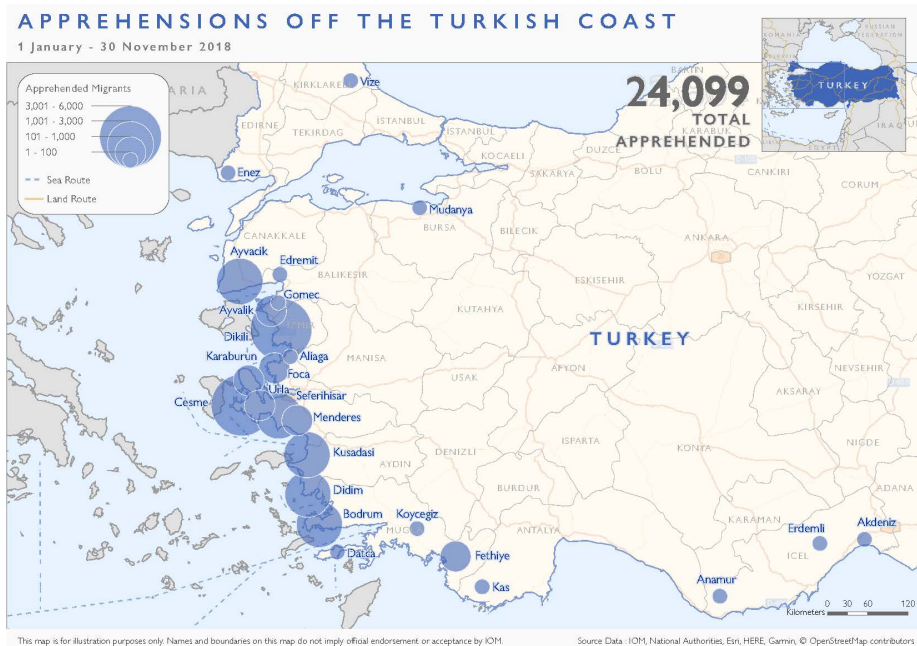 APPREHENSIONS OFF THE TURKISH COAST
1 January - 30 November 2018
Apprehended Migrants
3,001 - 6,000
1,001 - 3,000
101 - 1,000
1 - 100
Sea Route
Land Route
24,099
TOTAL
APPREHENDED
TURKEY
IRAQ
ARIA
KIRKLARE
Vize
BARTIN
EDIRNE
TEKIRDAG
ISTANBUL
ISTANBUL
KARABUK
KOCAELI
DUZCE
SAKARYA
BOLU
CANKIRI
CORUM
Enez
Mudanya
BURSA
BILECIK
ANKARA
CANAKKALE
Ayvacik
Edremit
BALIKESIR
ESKISEHIR
YOZGAT
Gomec
Ayvalik
KUTAHYA
KIRSEHIR
Dikili
TURKEY
Karaburun
Aliaga
MANISA
Foca
USAK
AFYON
NEVSEHIR
AKSARAY
Urla
Seferihisar
Cesme
Menderes
Kusadasi
AYDIN
DENIZLI
ISPARTA
KONYA
NIGDE
Didim
BURDUR
ADANA
Bodrum
Koycegiz
MUG
ANTALYA
KARAMAN
Erdemli
Akdeniz
Datca
Fethiye
ICEL
Kas
Anamur
0 30 60 120
Kilometers
This map is for illustration purposes only. Names and boundaries on this map do not imply official endorsement or acceptance by IOM.
Source Data : IOM, National Authorities, Esri, HERE, Garmin, © OpenStreetMap contributors